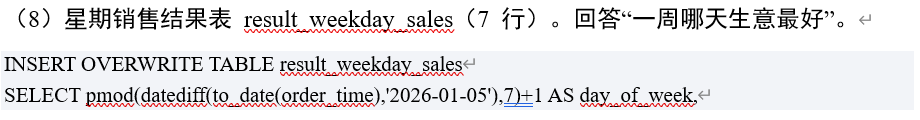 （8）星期销售结果表 result_weekday_sales（7 行）。回答“一周哪天生意最好”。
INSERT OVERWRITE TABLE result_weekday_sales
SELECT pmod(datediff(to_date(order_time),'2026-01-05'),7)+1 AS day_of_week,